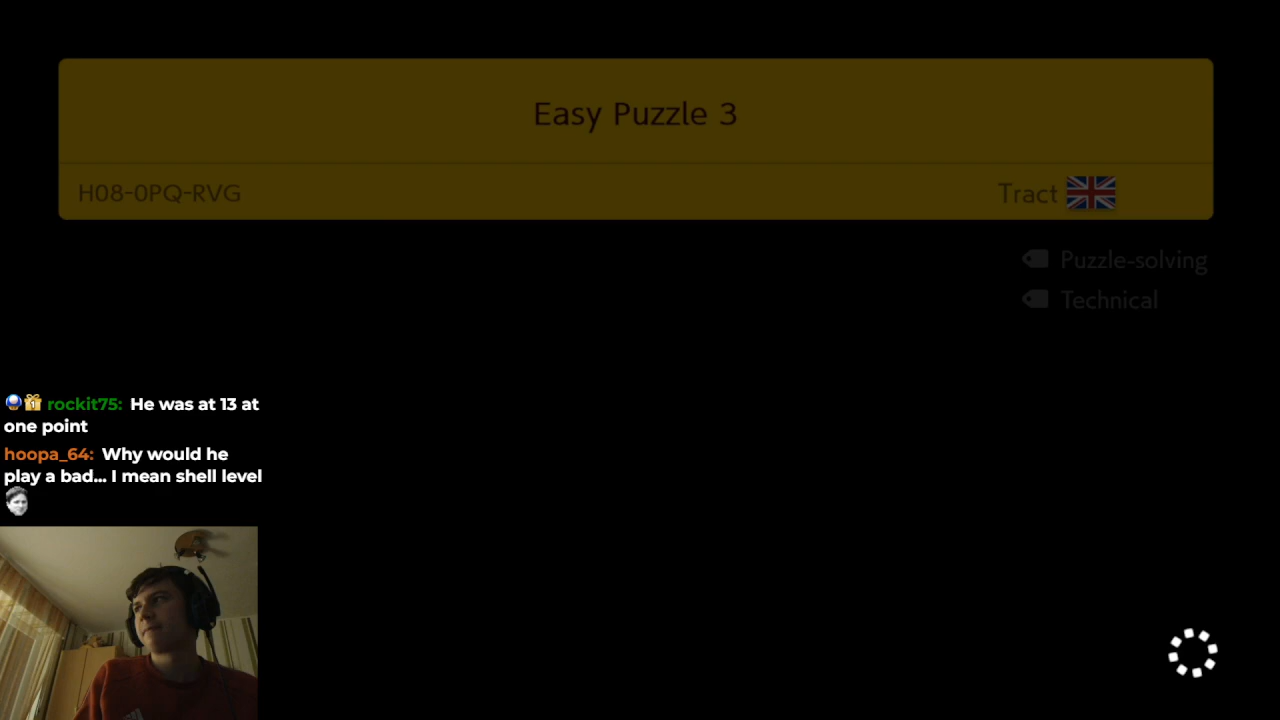 Easy Puzzle 3
H08-0PQ-RVG
Tract
Puzzle-solving
Technical
rockit75: He was at 13 at
one point
hoopa_64: Why would he
play a bad... I mean shell level